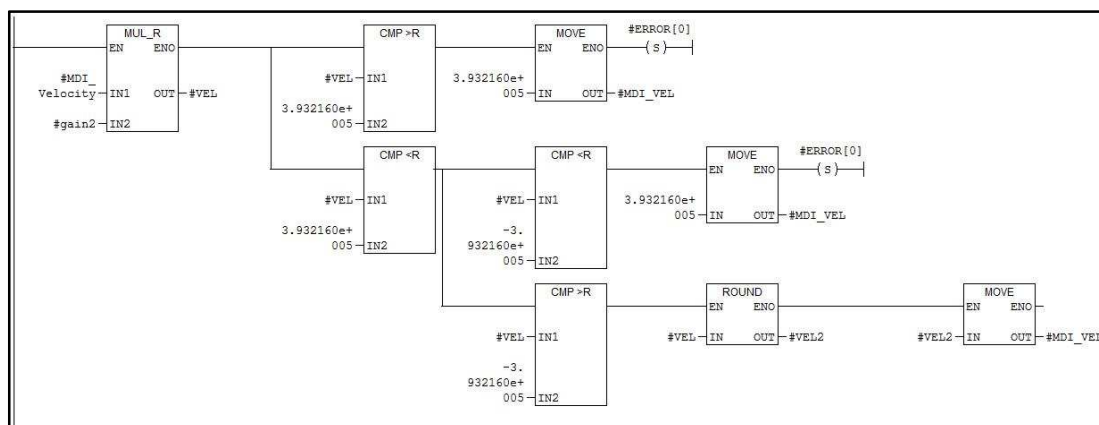 MUL_R
EN ENO
#MDI_
Velocity IN1 OUT #VEL
#gain2 IN2
CMP >R
#VEL IN1
3.932160e+
005 IN2
MOVE
EN ENO
3.932160e+
005 IN OUT #MDI_VEL
#ERROR[0]
(S)
CMP <R
#VEL IN1
3.932160e+
005 IN2
CMP <R
#VEL IN1
-3.
932160e+
005 IN2
MOVE
EN ENO
3.932160e+
005 IN OUT #MDI_VEL
#ERROR[0]
(S)
CMP >R
#VEL IN1
-3.
932160e+
005 IN2
ROUND
EN ENO
#VEL IN OUT #VEL2
MOVE
EN ENO
#VEL2 IN OUT #MDI_VEL